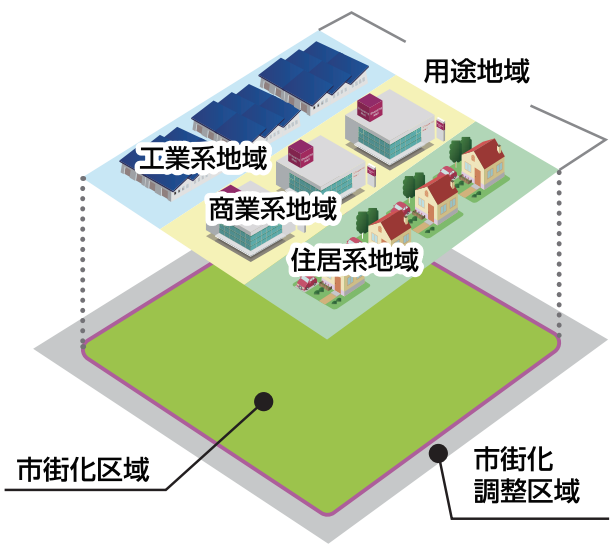 用途地域
工業系地域
商業系地域
住居系地域
市街化区域
市街化
調整区域